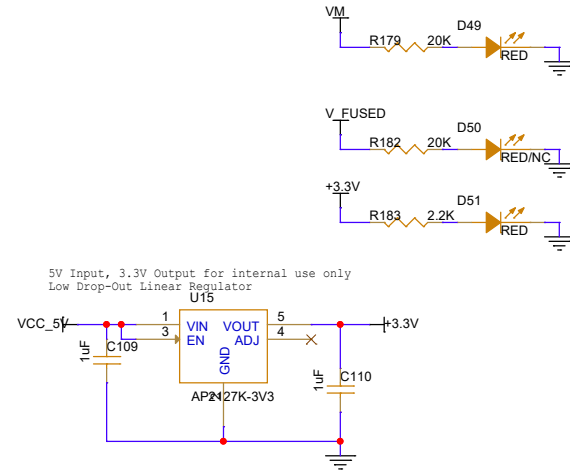 VM
D49
R179 20K
RED
V_FUSED
D50
R182 20K
RED/NC
+3.3V
D51
R183 2.2K
RED
5V Input, 3.3V Output for internal use only
Low Drop-Out Linear Regulator
U15
VCC_5V
1 VIN VOUT 5
+3.3V
3 EN ADJ 4
GND
1uF C109
1uF C110
AP2127K-3V3
2